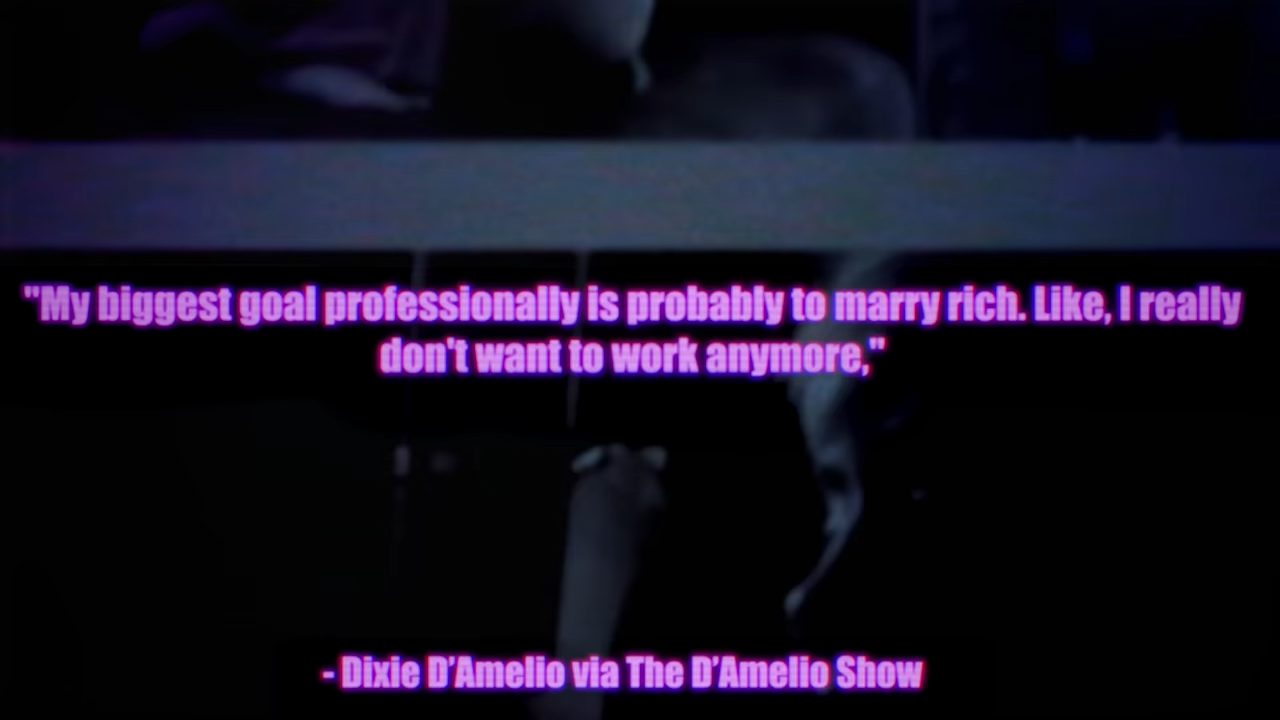 "My biggest goal professionally is probably to marry rich. Like, I really
don't want to work anymore,"
- Dixie D’Amelio via The D’Amelio Show